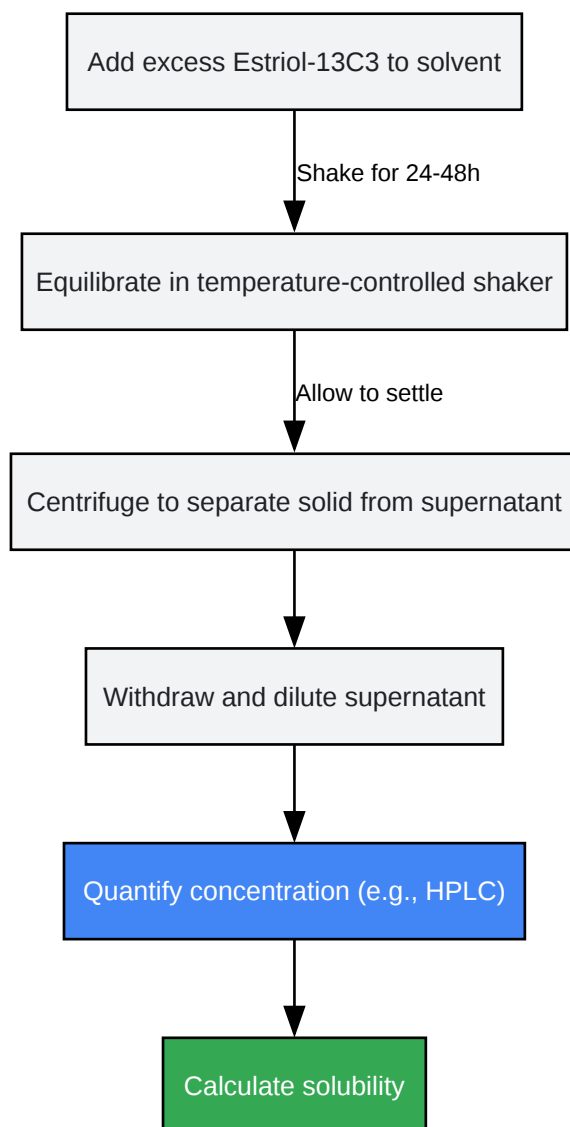 Add excess Estriol-13C3 to solvent
Shake for 24-48h
Equilibrate in temperature-controlled shaker
Allow to settle
Centrifuge to separate solid from supernatant
Withdraw and dilute supernatant
Quantify concentration (e.g., HPLC)
Calculate solubility